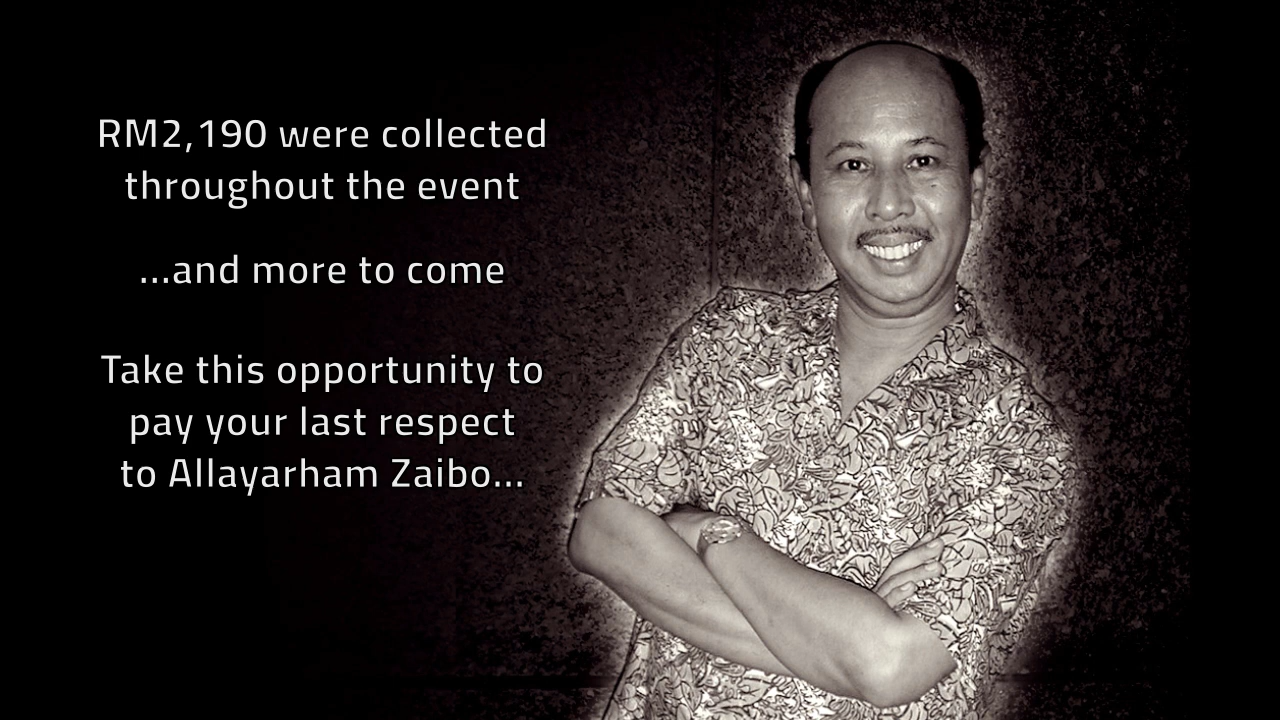 RM2,190 were collected
throughout the event
...and more to come
Take this opportunity to
pay your last respect
to Allayarham Zaibo...